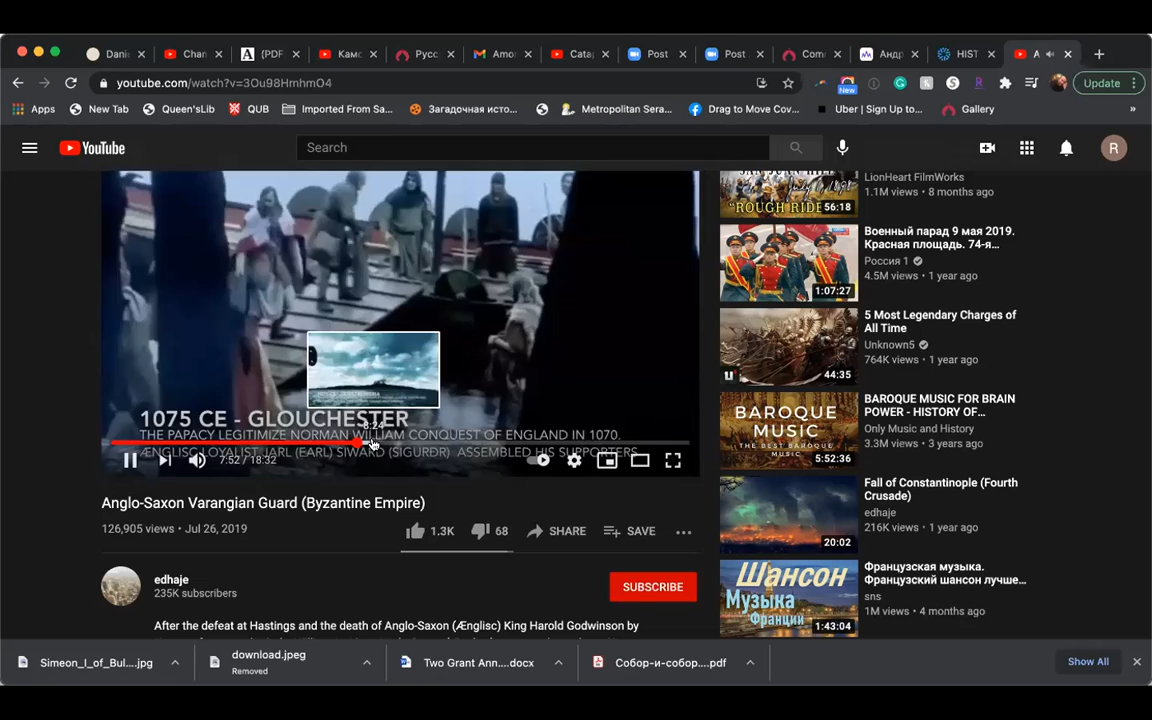 Dani
Chan
(PDF
Камс
Русс
Amor
Cata
Post
Post
Com
Андр
HIST
A
youtube.com/watch?v=3Ou98HmhmO4
New
Update
Apps
New Tab
Queen'sLib
QUB
Imported From Sa...
Загадочная исто...
Metropolitan Sera...
Drag to Move Cov...
Uber | Sign Up to...
Gallery
»
YouTube
Search
R
"ROUGH RIDE
56:18
LionHeart FilmWorks
1.1M views • 8 months ago
Военный парад 9 мая 2019.
Красная площадь. 74-я...
Россия 1
4.5M views • 1 year ago
1:07:27
5 Most Legendary Charges of
All Time
Unknown5
764K views • 1 year ago
44:35
BAROQUE MUSIC FOR BRAIN
POWER - HISTORY OF...
Only Music and History
3.3M views • 3 years ago
BAROQUE
MUSIC
THE BEST BAROQUE MUSIC
5:52:36
Fall of Constantinople (Fourth
Crusade)
edhaje
216K views • 1 year ago
20:02
Французская музыка.
Французский шансон лучше...
sns
1M views • 4 months ago
Шансон
Музыка
Франции
1:43:04
1075 CE - GLOUCHESTER
8:24
THE PAPACY LEGITIMIZE NORMAN WILLIAM CONQUEST OF ENGLAND IN 1070.
ÆNGLISC LOYALIST JARL (EARL) SIWARD (SIGURDR) ASSEMBLED HIS SUPPORTERS
7:52 / 18:32
Anglo-Saxon Varangian Guard (Byzantine Empire)
126,905 views • Jul 26, 2019
1.3K
68
SHARE
SAVE
edhaje
235K subscribers
SUBSCRIBE
After the defeat at Hastings and the death of Anglo-Saxon (Ænglisc) King Harold Godwinson by
Simeon_I_of_Bul....jpg
download.jpeg
Removed
Two Grant Ann....docx
Собор-и-собор....pdf
Show All